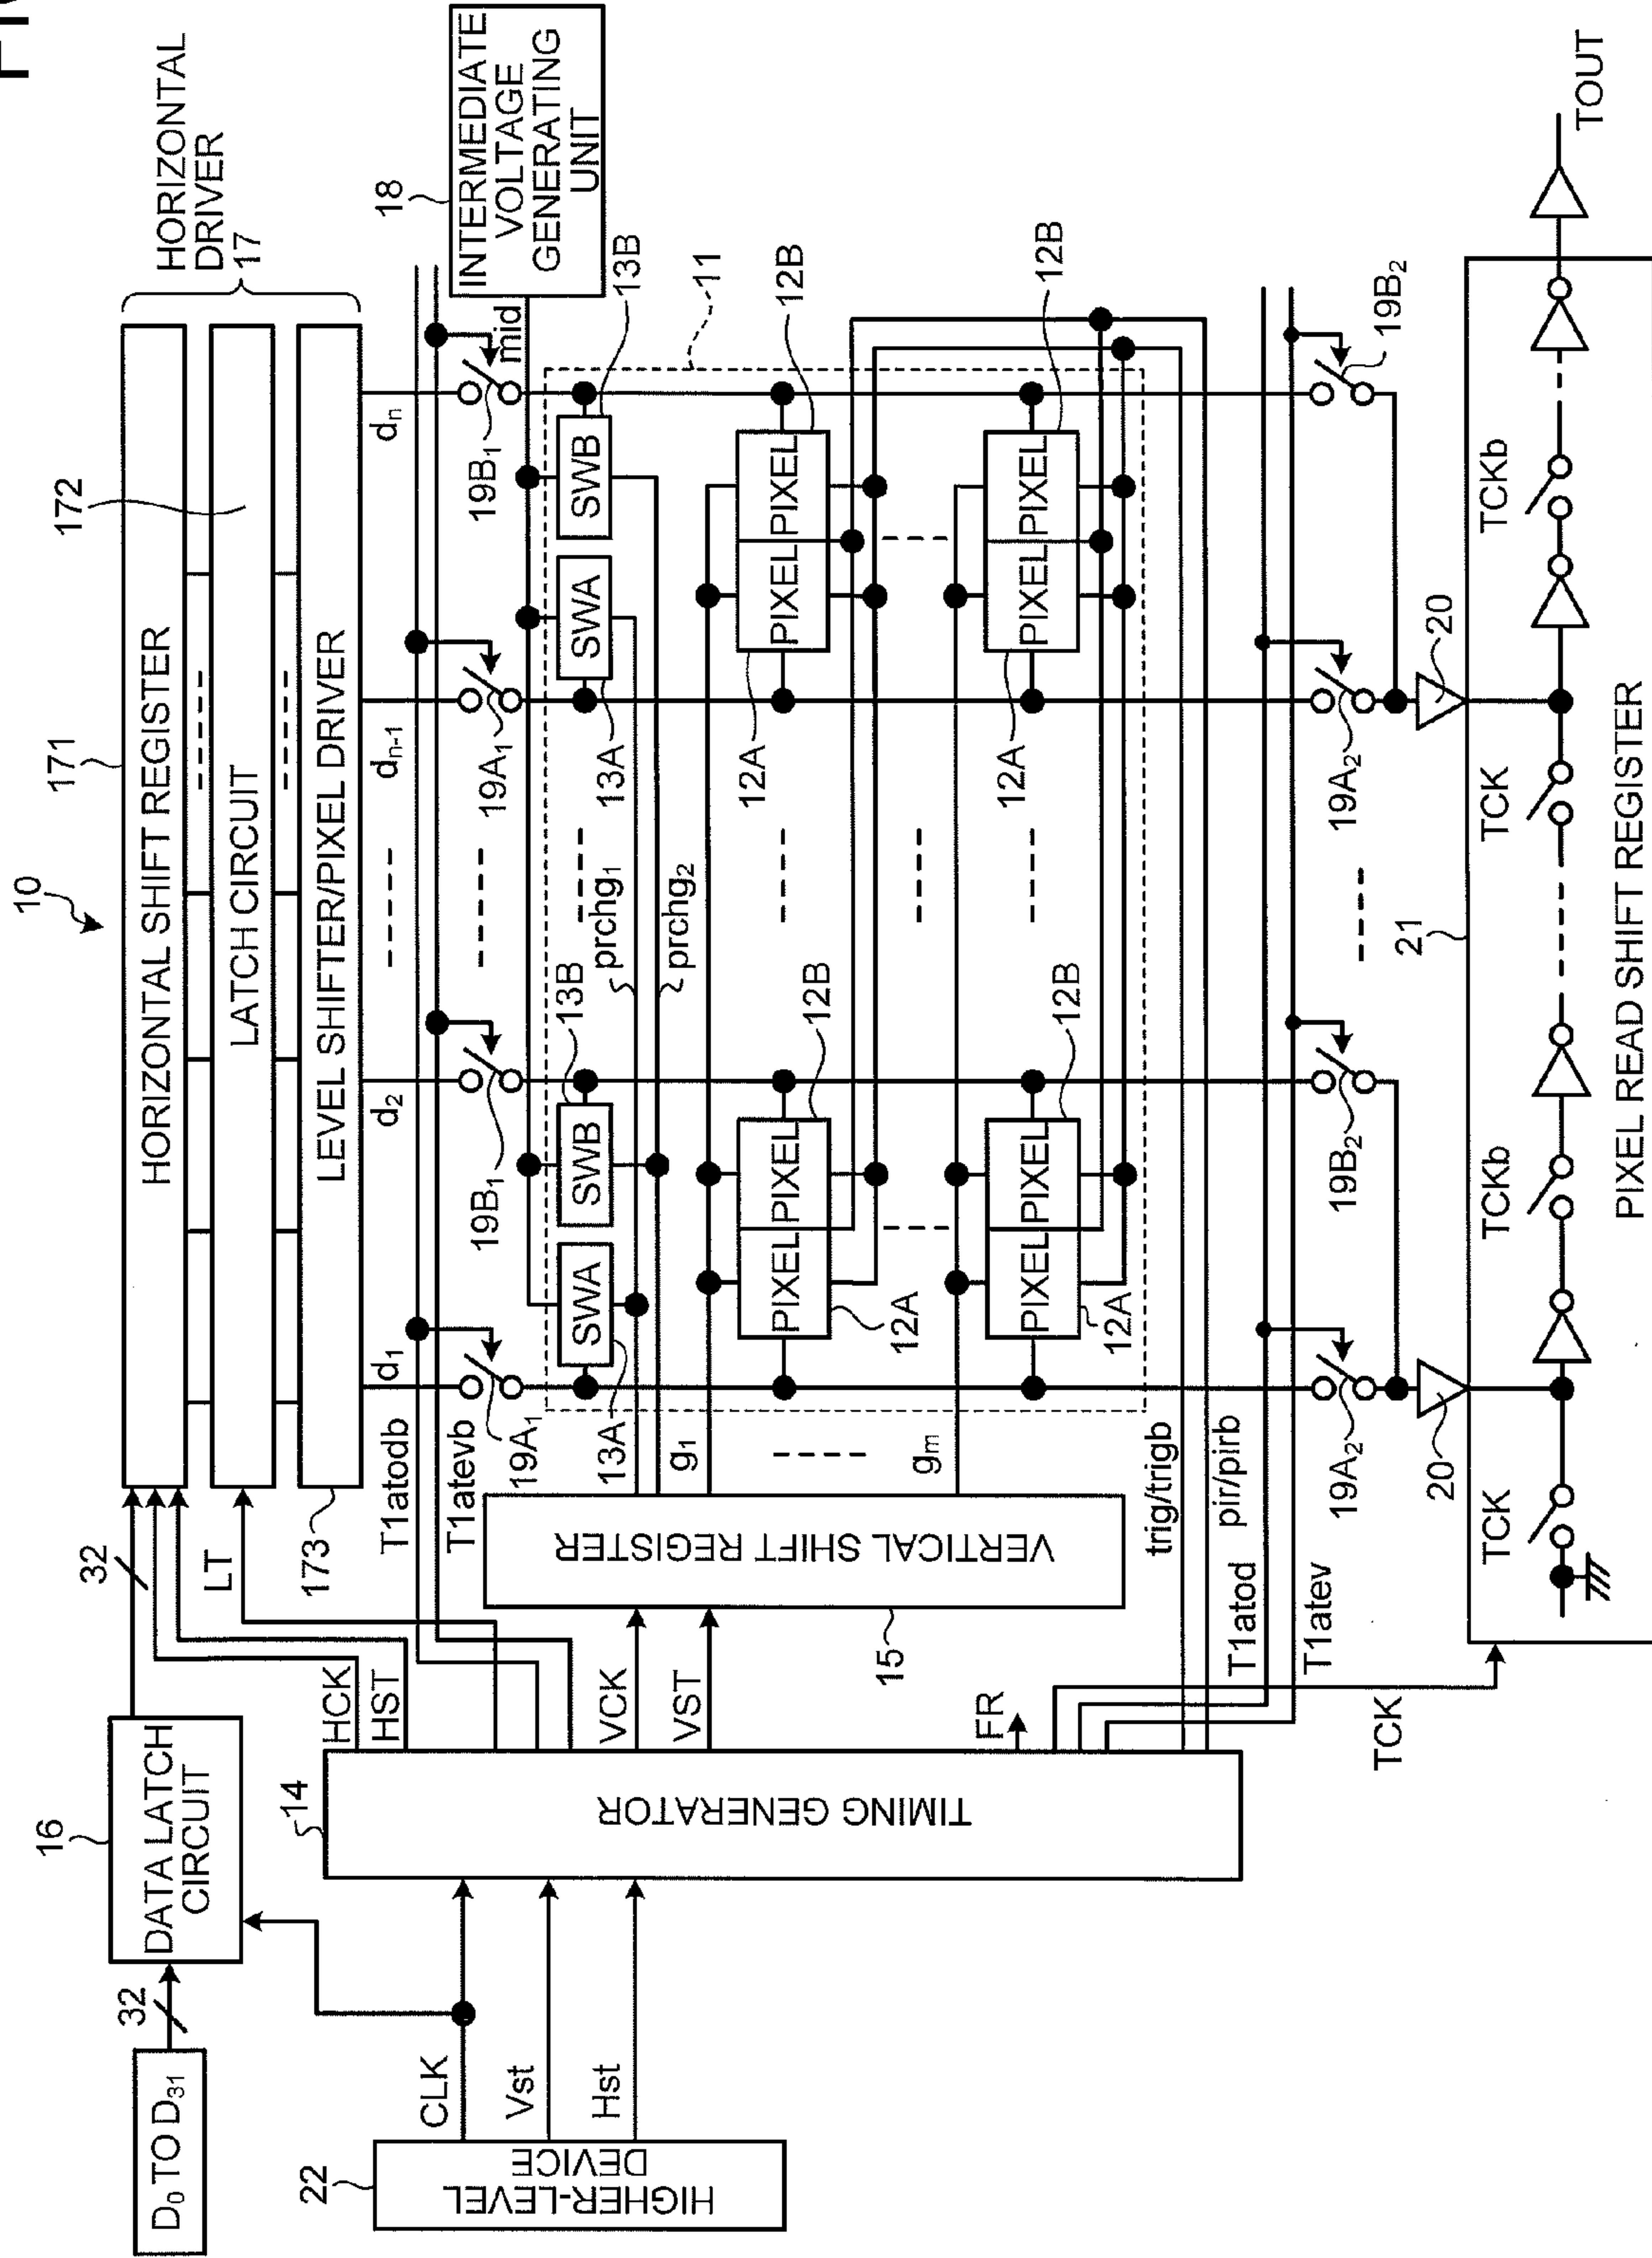 10
171
HORIZONTAL SHIFT REGISTER
172
LATCH CIRCUIT
LEVEL SHIFTER/PIXEL DRIVER
173
HORIZONTAL
DRIVER
17
18
INTERMEDIATE
VOLTAGE
GENERATING
UNIT
D0 TO D31
32
16
DATA LATCH
CIRCUIT
32
LT
HCK
HST
22
HIGHER-LEVEL
DEVICE
CLK
Vst
Hst
14
TIMING GENERATOR
VCK
VST
FR
TCK
15
VERTICAL SHIFT REGISTER
T1atodb
T1atevb
d1
d2
dn-1
dn
19A1
19B1
19A1
19B1
mid
13A
SWA
SWB
13B
13A
SWA
SWB
13B
prchg1
prchg2
11
g1
PIXEL
PIXEL
12A
12B
PIXEL
PIXEL
12A
12B
gm
PIXEL
PIXEL
12A
12B
PIXEL
PIXEL
12A
12B
trig/trigb
pir/pirb
T1atod
T1atev
19A2
19B2
19A2
19B2
20
20
21
TCK
TCKb
TCK
TCKb
TOUT
PIXEL READ SHIFT REGISTER